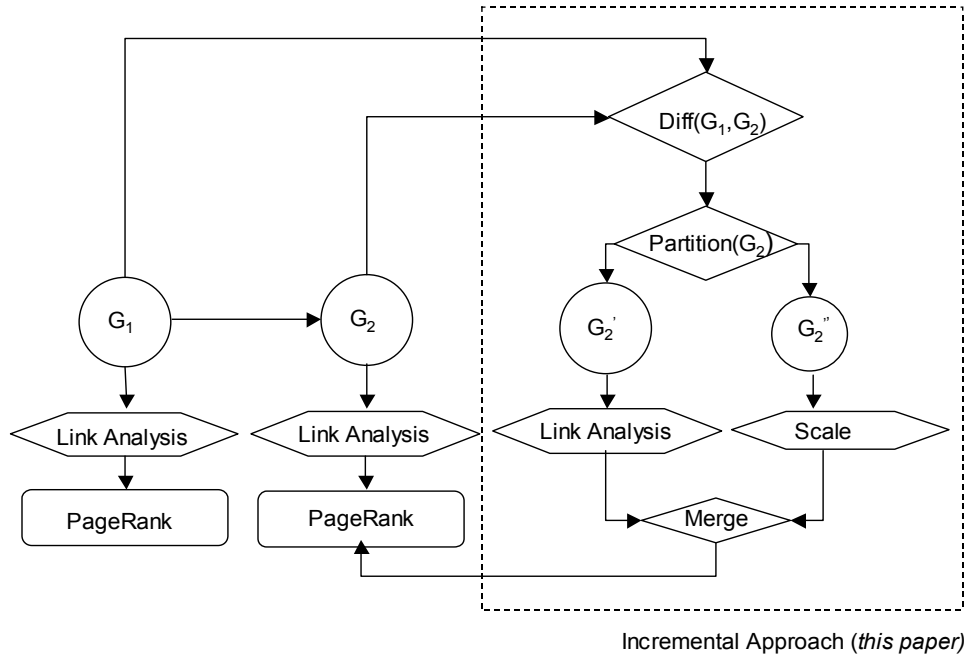 Diff(G₁,G₂)
Partition(G₂)
G₁
G₂
G₂'
G₂''
Link Analysis
Link Analysis
Link Analysis
Scale
PageRank
PageRank
Merge
Incremental Approach (this paper)